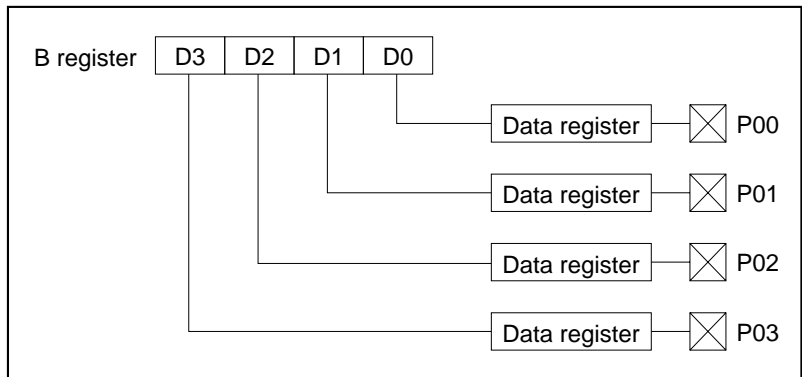 B register D3 D2 D1 D0
Data register P00
Data register P01
Data register P02
Data register P03